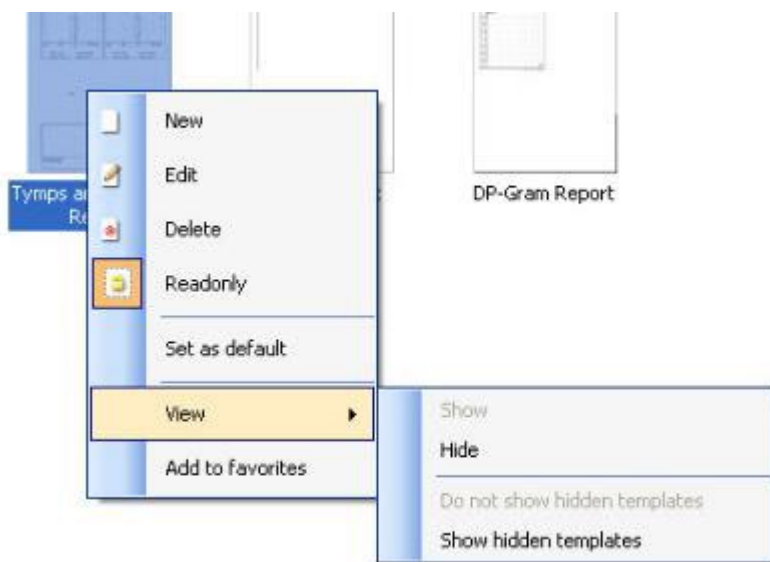 New
Edit
Tymps a
Re
DP-Gram Report
Delete
Readonly
Set as default
View
Show
Hide
Add to favorites
Do not show hidden templates
Show hidden templates